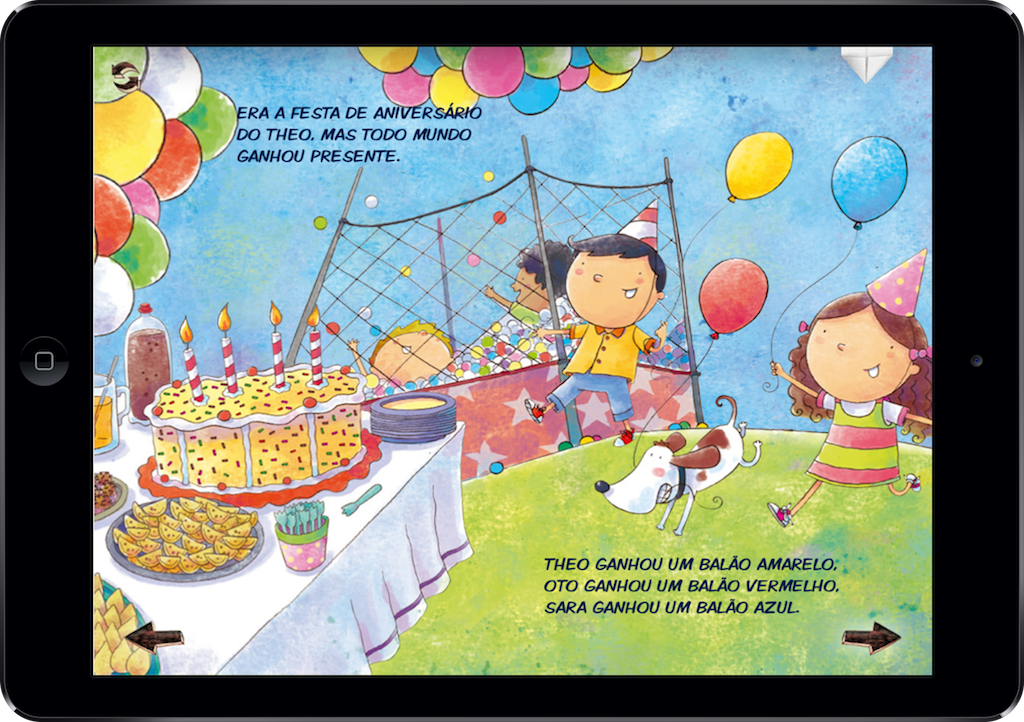 ERA A FESTA DE ANIVERSÁRIO
DO THEO, MAS TODO MUNDO
GANHOU PRESENTE.
THEO GANHOU UM BALÃO AMARELO,
OTO GANHOU UM BALÃO VERMELHO,
SARA GANHOU UM BALÃO AZUL.